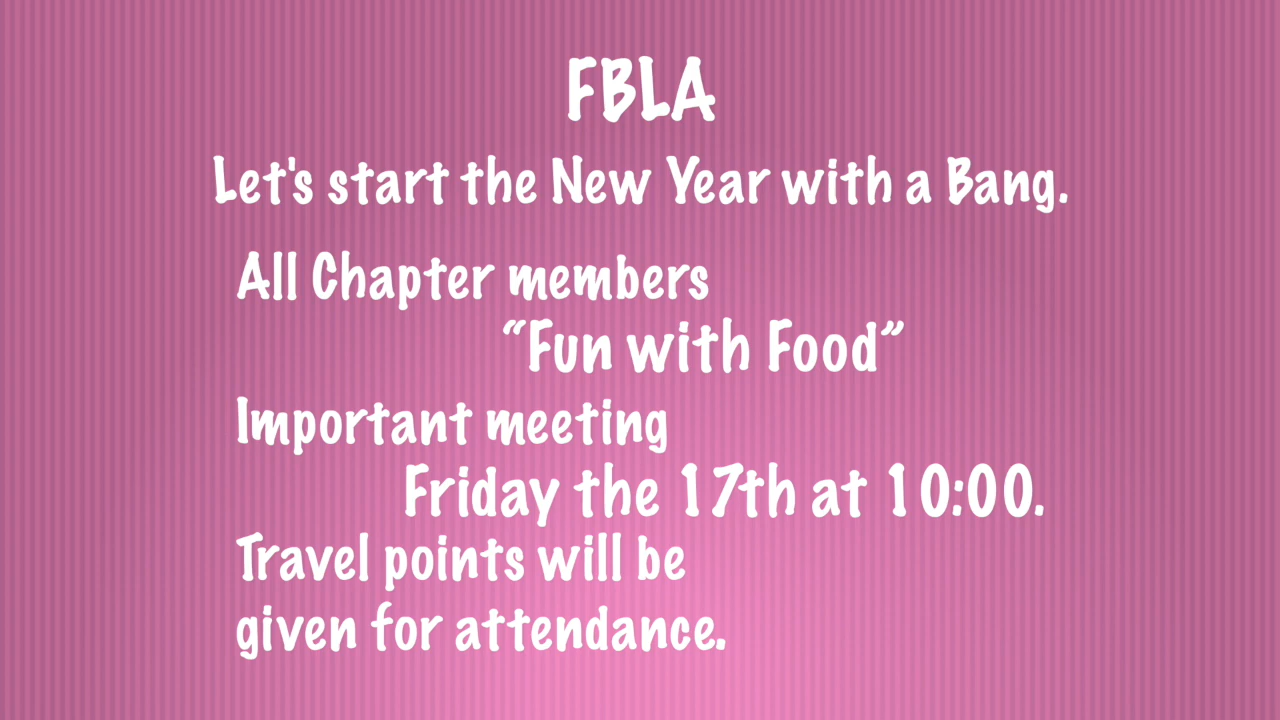 FBLA
Let's start the New Year with a Bang.
All Chapter members
“Fun with Food”
Important meeting
Friday the 17th at 10:00.
Travel points will be
given for attendance.